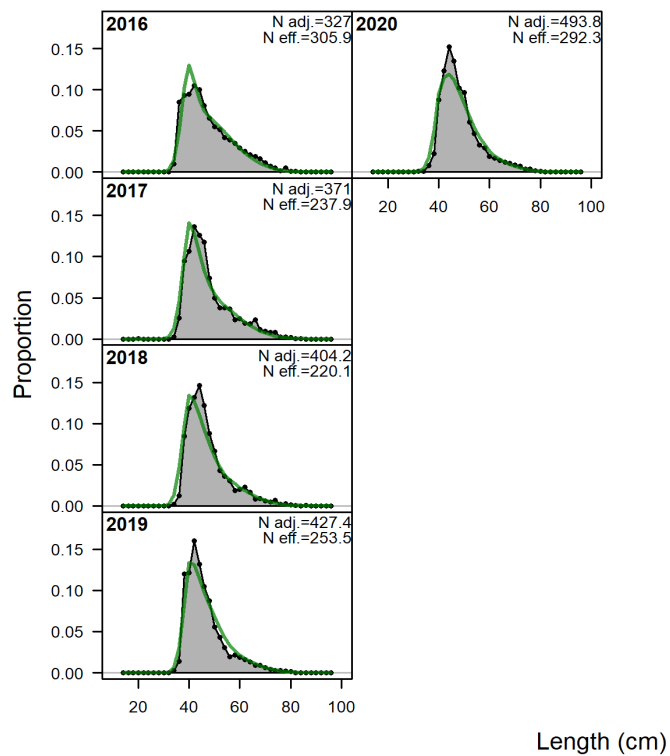 2016 N adj.=327
N eff.=305.9
2020 N adj.=493.8
N eff.=292.3
0.15
0.10
0.05
0.00
20 40 60 80 100
2017 N adj.=371
N eff.=237.9
0.15
0.10
0.05
0.00
2018 N adj.=404.2
N eff.=220.1
0.15
0.10
0.05
0.00
2019 N adj.=427.4
N eff.=253.5
0.15
0.10
0.05
0.00
20 40 60 80 100
Proportion
Length (cm)